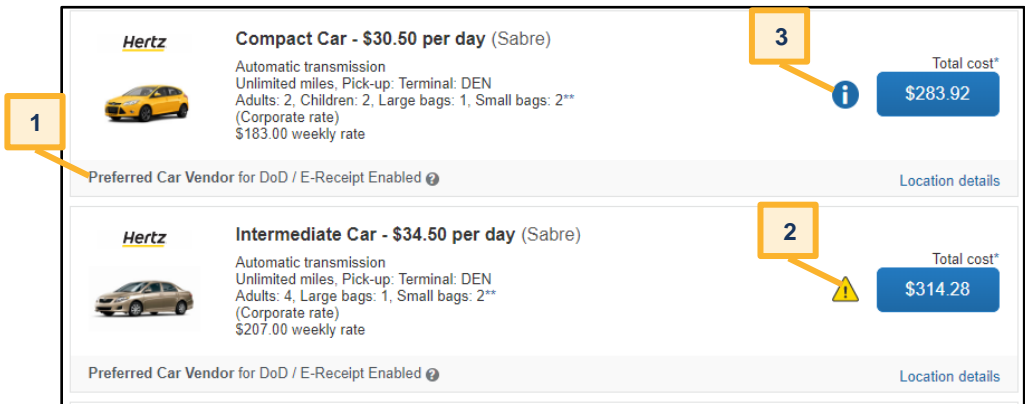 Hertz
Compact Car - $30.50 per day (Sabre)
3
Total cost*
Automatic transmission
Unlimited miles, Pick-up: Terminal: DEN
Adults: 2, Children: 2, Large bags: 1, Small bags: 2**
(Corporate rate)
$183.00 weekly rate
i
$283.92
1
Preferred Car Vendor for DoD / E-Receipt Enabled ?
Location details
Hertz
Intermediate Car - $34.50 per day (Sabre)
2
Total cost*
Automatic transmission
Unlimited miles, Pick-up: Terminal: DEN
Adults: 4, Large bags: 1, Small bags: 2**
(Corporate rate)
$207.00 weekly rate
!
$314.28
Preferred Car Vendor for DoD / E-Receipt Enabled ?
Location details